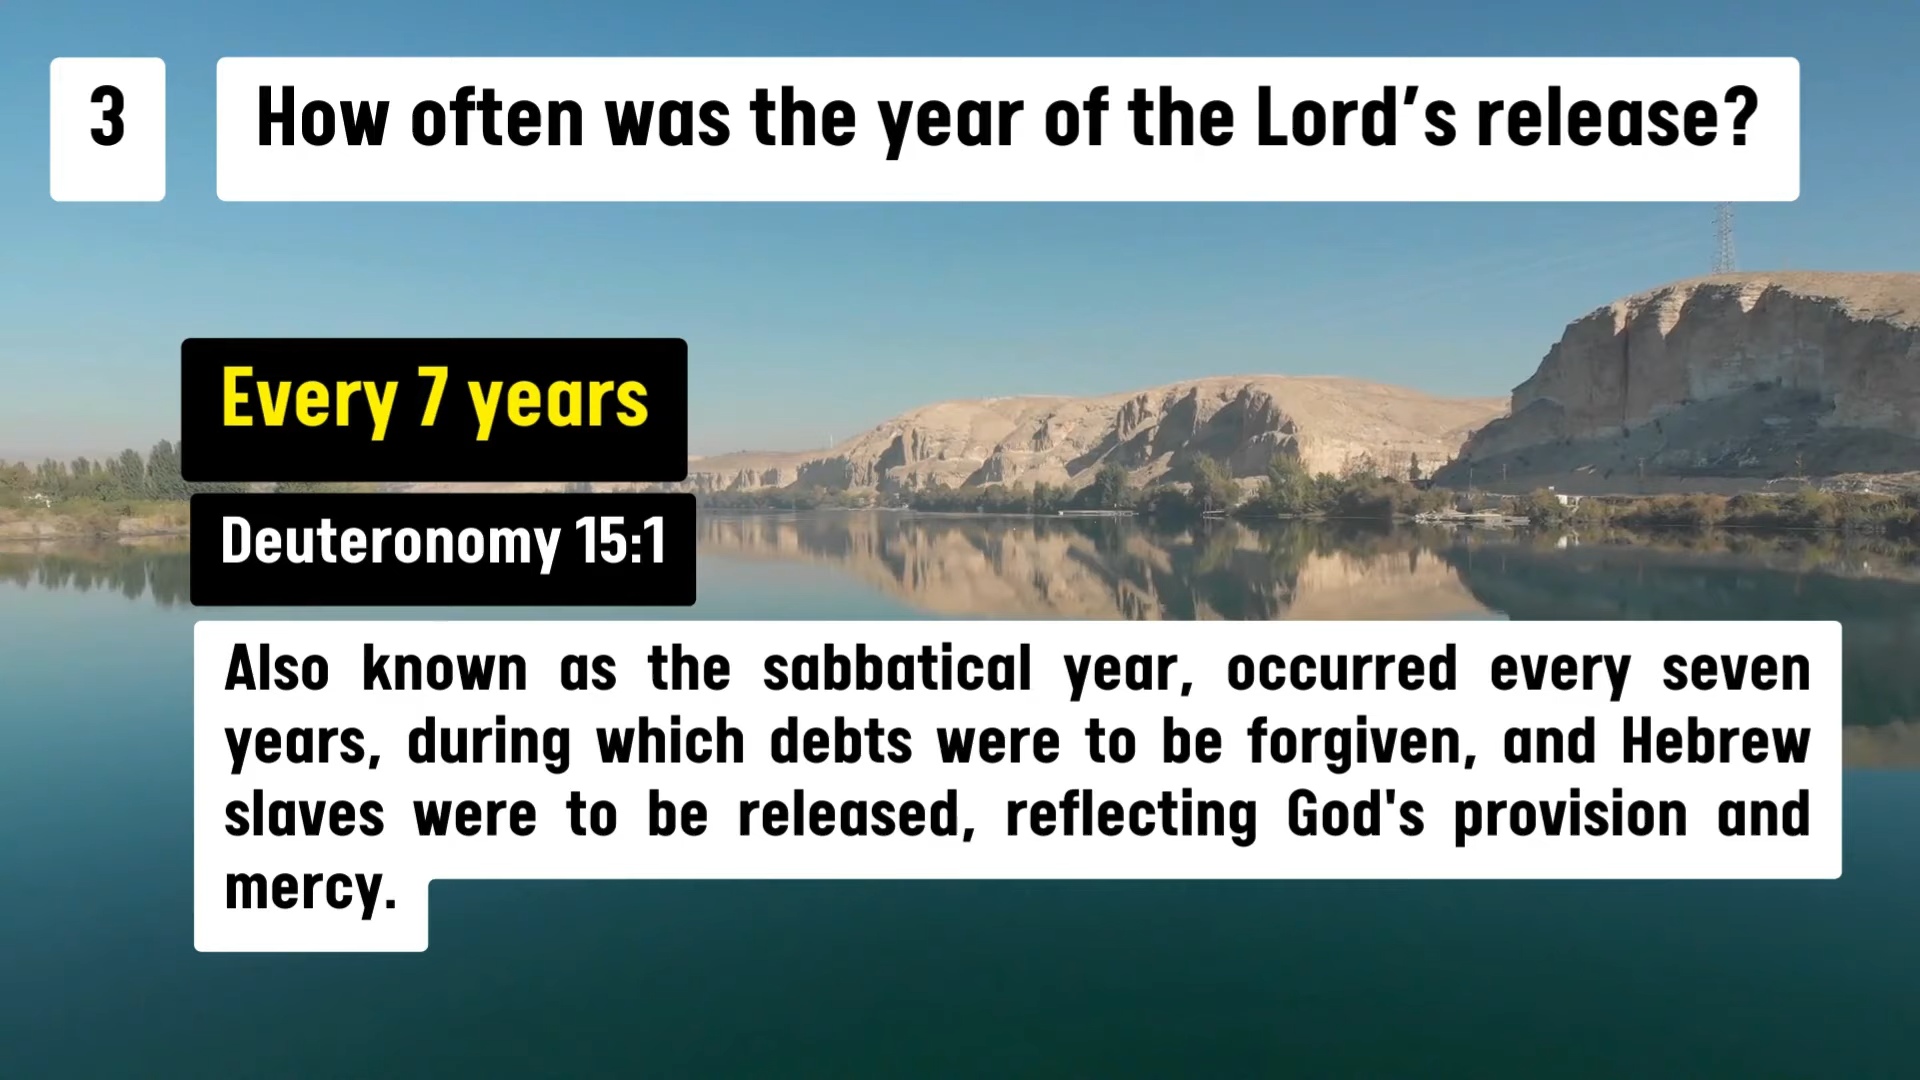 3
How often was the year of the Lord’s release?
Every 7 years
Deuteronomy 15:1
Also known as the sabbatical year, occurred every seven
years, during which debts were to be forgiven, and Hebrew
slaves were to be released, reflecting God's provision and
mercy.